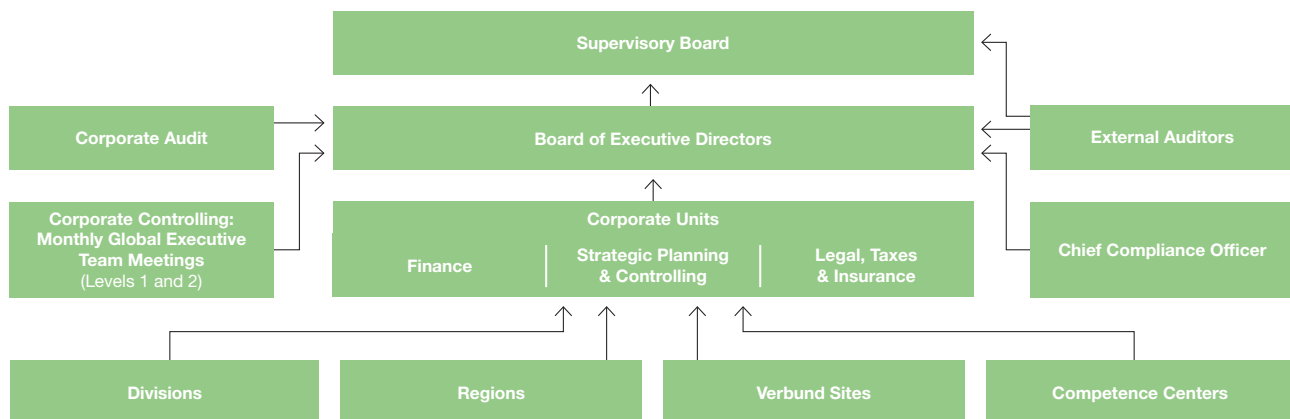 Supervisory Board
Corporate Audit
Board of Executive Directors
External Auditors
Corporate Controlling:
Monthly Global Executive
Team Meetings
(Levels 1 and 2)
Corporate Units
Finance
Strategic Planning
& Controlling
Legal, Taxes
& Insurance
Chief Compliance Officer
Divisions
Regions
Verbund Sites
Competence Centers